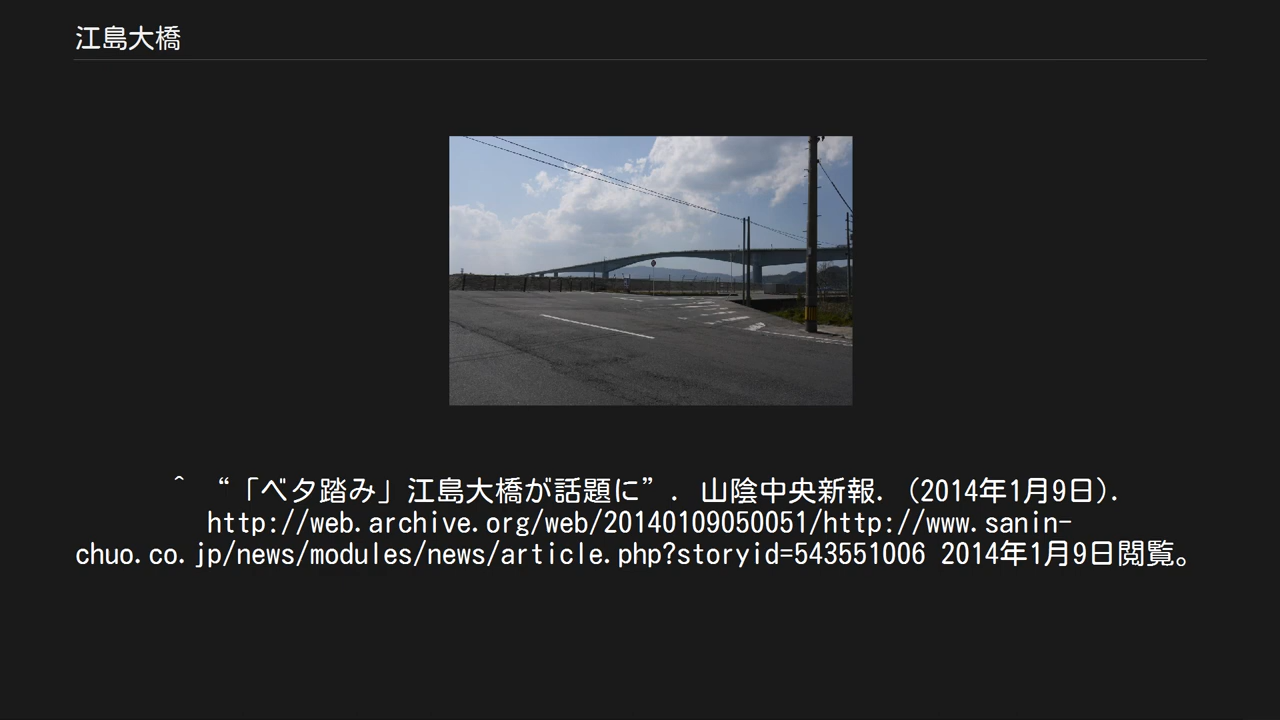 江島大橋
^ “「ベタ踏み」江島大橋が話題に”. 山陰中央新報. (2014年1月9日).
http://web.archive.org/web/20140109050051/http://www.sanin-
chuo.co.jp/news/modules/news/article.php?storyid=543551006 2014年1月9日閲覧。